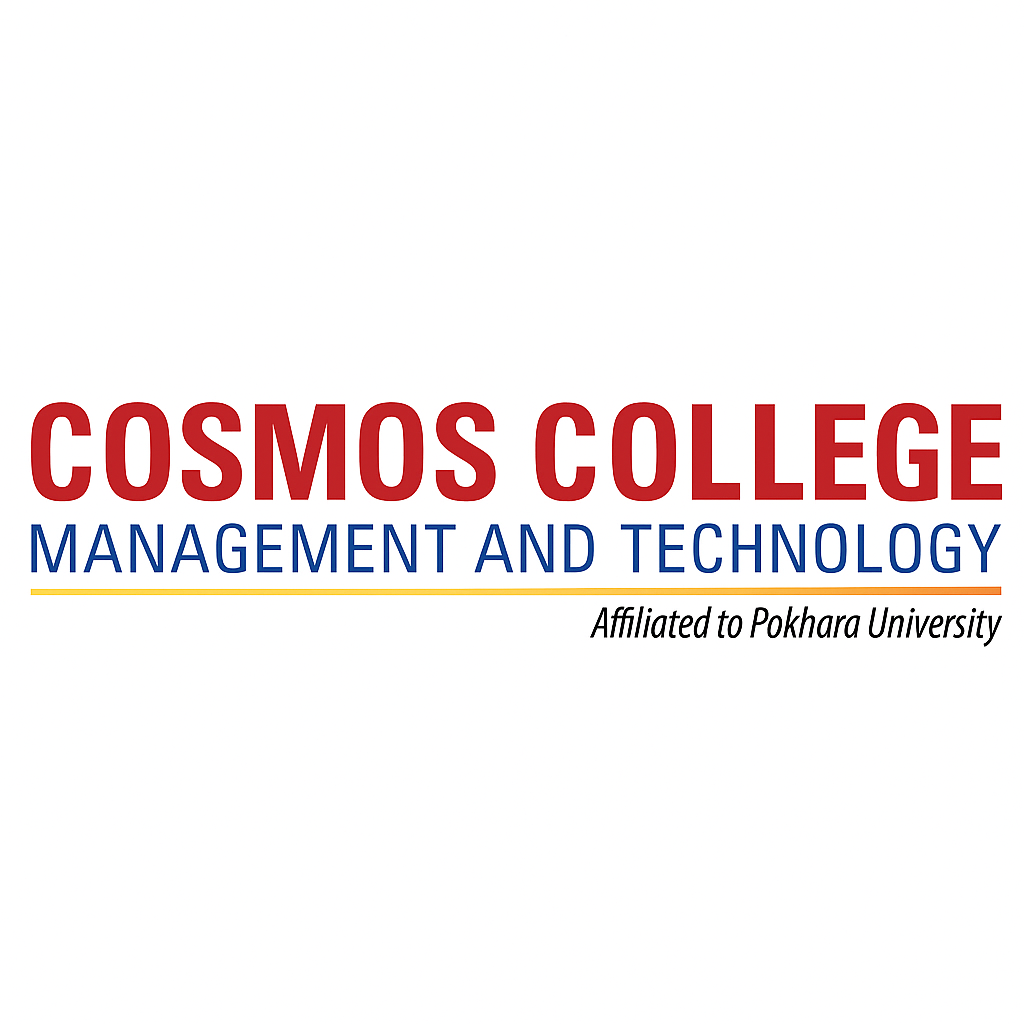 COSMOS COLLEGE
MANAGEMENT AND TECHNOLOGY
Affiliated to Pokhara University